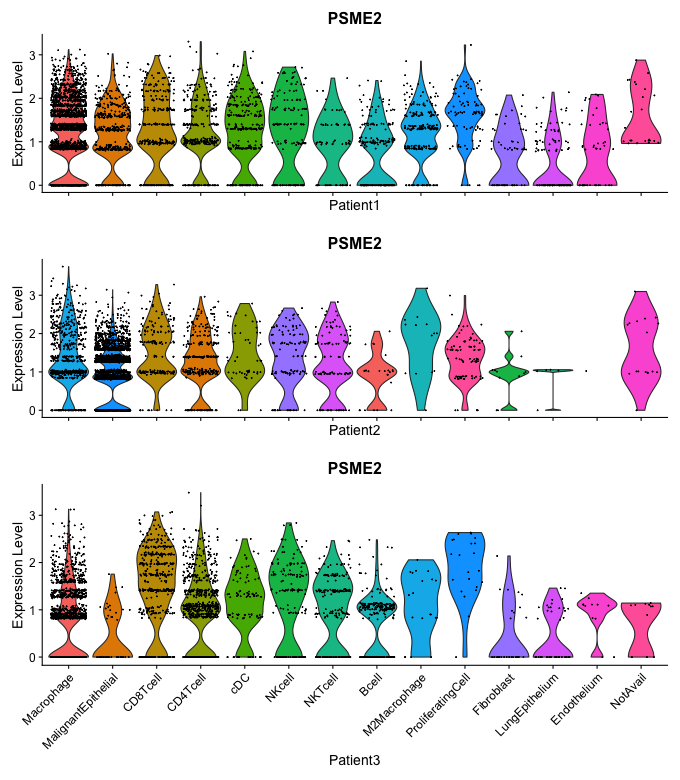 PSME2
Expression Level
3
2
1
0
Patient1
PSME2
Expression Level
3
2
1
0
Patient2
PSME2
Expression Level
3
2
1
0
Macrophage
MalignantEpithelial
CD8Tcell
CD4Tcell
cDC
NKcell
NKTcell
Bcell
M2Macrophage
ProliferatingCell
Fibroblast
LungEpithelium
Endothelium
NotAvail
Patient3